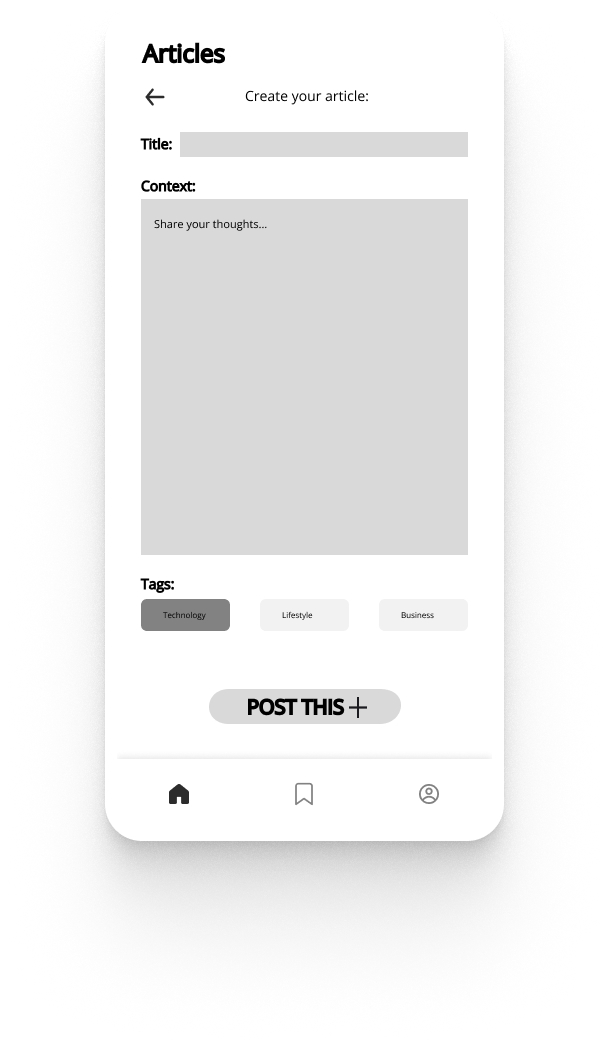 Articles
Create your article:
Title:
Context:
Share your thoughts...
Tags:
Technology Lifestyle Business
POST THIS